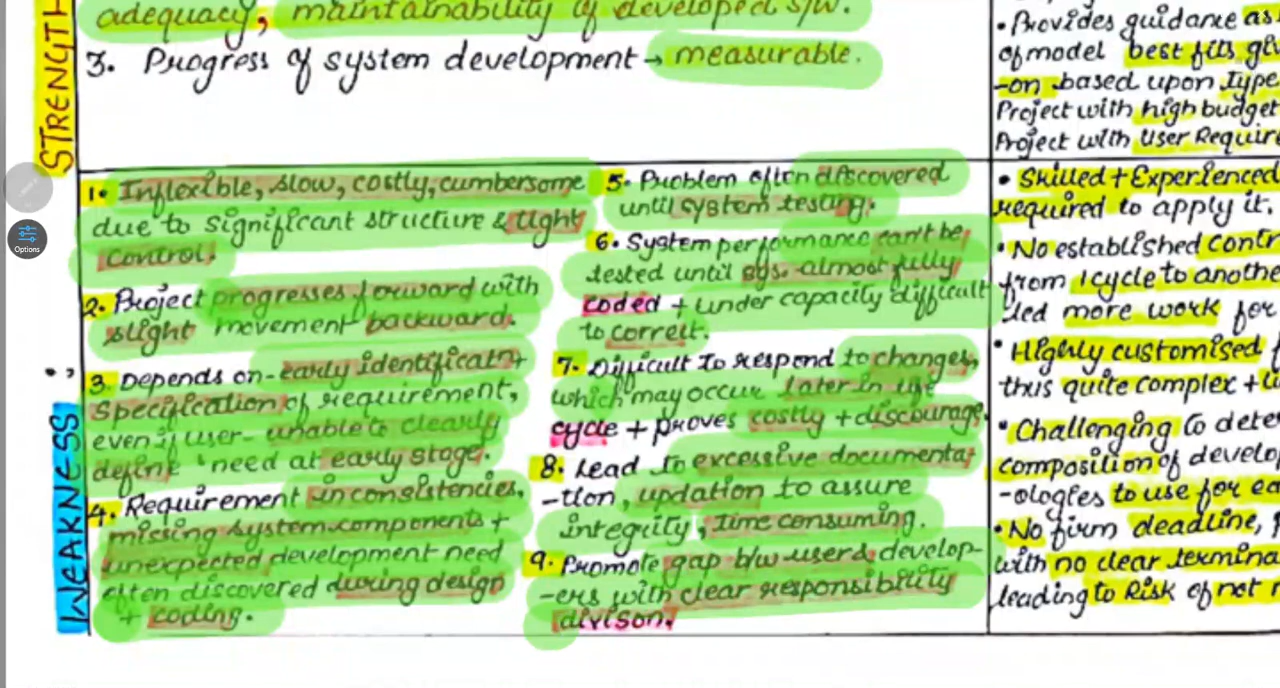 STRENGTH
adequacy, maintainability of developed s/w.
3. Progress of system development → measurable.
• Provides guidance as
of model best fits gi
-on based upon Type
Project with high budget
Project with User Require
WEAKNESS
1. Inflexible, slow, costly, cumbersome
due to significant structure & tight
control.
2. Project progresses forward with
slight movement backward.
3. Depends on - early identificatn +
Specification of requirement,
even if user - unable to clearly
define need at early stage.
4. Requirement inconsistencies,
missing system components +
unexpected development need
often discovered during design
+ coding.
5. Problem often discovered
until system testing.
6. System performance can't be
tested until sys. almost fully
coded + under capacity difficult
to correct.
7. Difficult to respond to changes,
which may occur later in life
cycle + proves costly + discourage.
8. Lead to excessive documenta
-tion, updation to assure
integrity, time consuming.
9. Promote gap b/w user & develop-
-ers with clear responsibility
divison.
• Skilled + Experienced
required to apply it.
• No established contr
from 1 cycle to anothe
more work for
• Highly customised
thus quite complex +
• Challenging to dete
composition of develo
-ologies to use for ea
• No firm deadline,
with no clear termina
leading to Risk of not
Options